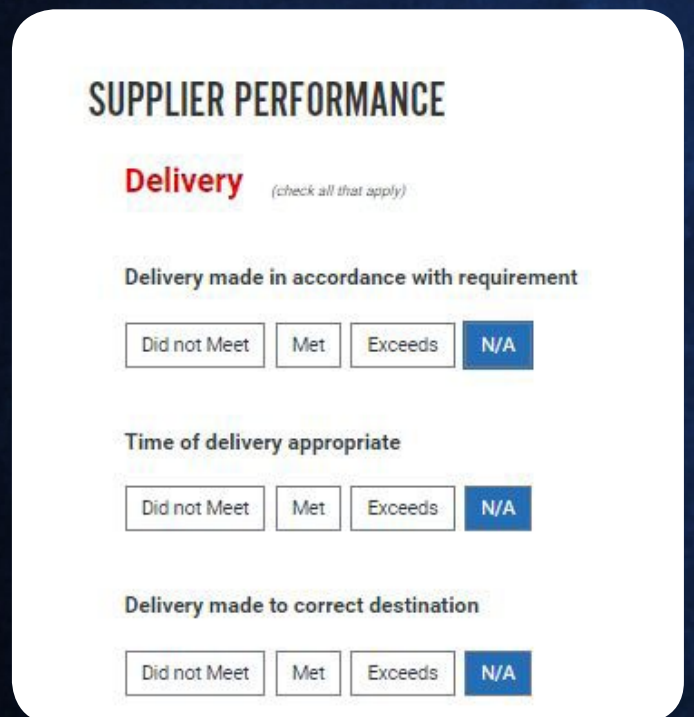 SUPPLIER PERFORMANCE
Delivery (check all that apply)
Delivery made in accordance with requirement
Did not Meet Met Exceeds N/A
Time of delivery appropriate
Did not Meet Met Exceeds N/A
Delivery made to correct destination
Did not Meet Met Exceeds N/A